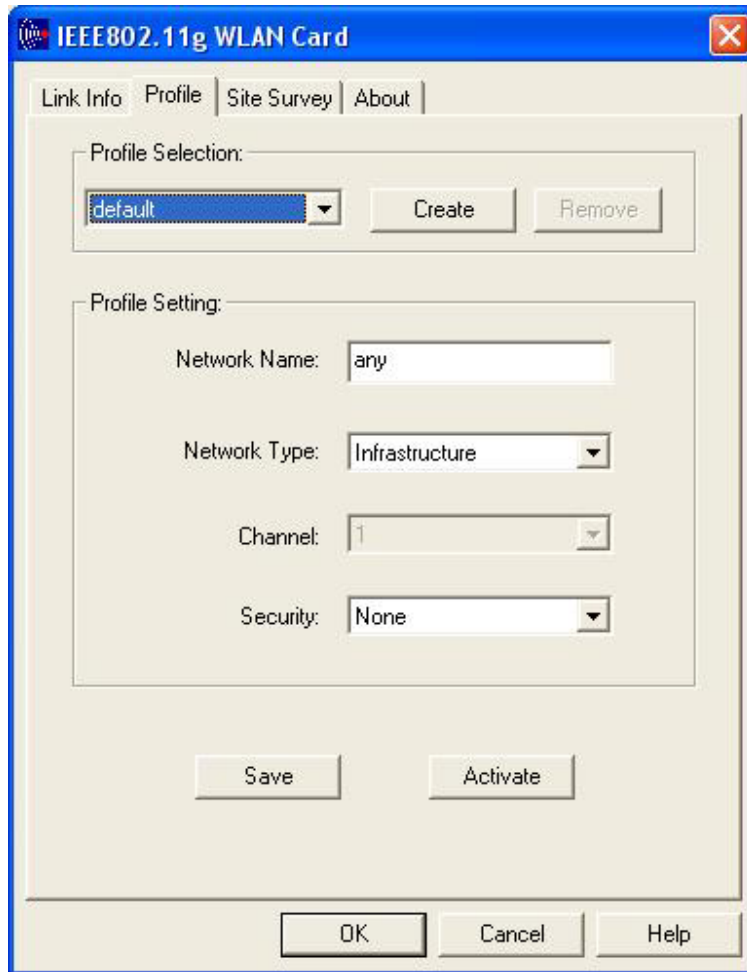 IEEE802.11g WLAN Card
Link Info Profile Site Survey About
Profile Selection:
default Create Remove
Profile Setting:
Network Name: any
Network Type: Infrastructure
Channel: 1
Security: None
Save Activate
OK Cancel Help